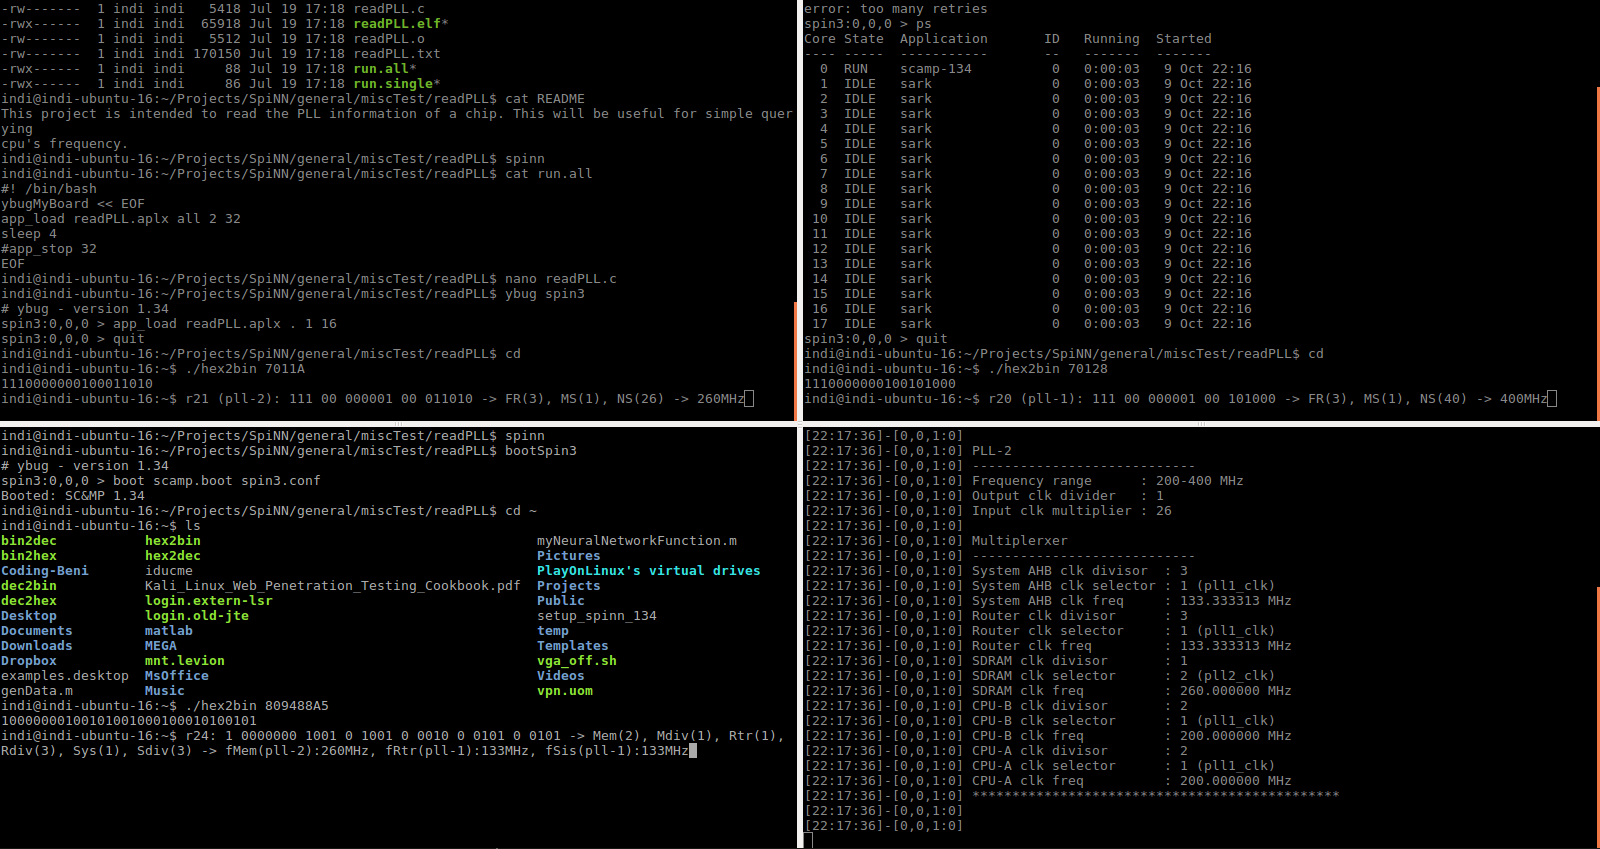 -rw-------  1 indi indi   5418 Jul 19 17:18 readPLL.c
-rwx------  1 indi indi  65918 Jul 19 17:18 readPLL.elf*
-rw-------  1 indi indi   5512 Jul 19 17:18 readPLL.o
-rw-------  1 indi indi 170150 Jul 19 17:18 readPLL.txt
-rwx------  1 indi indi     88 Jul 19 17:18 run.all*
-rwx------  1 indi indi     86 Jul 19 17:18 run.single*
indi@indi-ubuntu-16:~/Projects/SpiNN/general/miscTest/readPLL$ cat README
This project is intended to read the PLL information of a chip. This will be useful for simple quer
ying
cpu's frequency.
indi@indi-ubuntu-16:~/Projects/SpiNN/general/miscTest/readPLL$ spinn
indi@indi-ubuntu-16:~/Projects/SpiNN/general/miscTest/readPLL$ cat run.all
#! /bin/bash
ybugMyBoard << EOF
app_load readPLL.aplx all 2 32
sleep 4
#app_stop 32
EOF
indi@indi-ubuntu-16:~/Projects/SpiNN/general/miscTest/readPLL$ nano readPLL.c
indi@indi-ubuntu-16:~/Projects/SpiNN/general/miscTest/readPLL$ ybug spin3
# ybug - version 1.34
spin3:0,0,0 > app_load readPLL.aplx . 1 16
spin3:0,0,0 > quit
indi@indi-ubuntu-16:~/Projects/SpiNN/general/miscTest/readPLL$ cd
indi@indi-ubuntu-16:~$ ./hex2bin 7011A
1110000000100011010
indi@indi-ubuntu-16:~$ r21 (pll-2): 111 00 000001 00 011010 -> FR(3), MS(1), NS(26) -> 260MHz
error: too many retries
spin3:0,0,0 > ps
Core State  Application       ID   Running  Started
---- -----  -----------       --   -------  -------
  0  RUN    scamp-134          0   0:00:03   9 Oct 22:16
  1  IDLE   sark               0   0:00:03   9 Oct 22:16
  2  IDLE   sark               0   0:00:03   9 Oct 22:16
  3  IDLE   sark               0   0:00:03   9 Oct 22:16
  4  IDLE   sark               0   0:00:03   9 Oct 22:16
  5  IDLE   sark               0   0:00:03   9 Oct 22:16
  6  IDLE   sark               0   0:00:03   9 Oct 22:16
  7  IDLE   sark               0   0:00:03   9 Oct 22:16
  8  IDLE   sark               0   0:00:03   9 Oct 22:16
  9  IDLE   sark               0   0:00:03   9 Oct 22:16
 10  IDLE   sark               0   0:00:03   9 Oct 22:16
 11  IDLE   sark               0   0:00:03   9 Oct 22:16
 12  IDLE   sark               0   0:00:03   9 Oct 22:16
 13  IDLE   sark               0   0:00:03   9 Oct 22:16
 14  IDLE   sark               0   0:00:03   9 Oct 22:16
 15  IDLE   sark               0   0:00:03   9 Oct 22:16
 16  IDLE   sark               0   0:00:03   9 Oct 22:16
 17  IDLE   sark               0   0:00:03   9 Oct 22:16
spin3:0,0,0 > quit
indi@indi-ubuntu-16:~/Projects/SpiNN/general/miscTest/readPLL$ cd
indi@indi-ubuntu-16:~$ ./hex2bin 70128
1110000000100101000
indi@indi-ubuntu-16:~$ r20 (pll-1): 111 00 000001 00 101000 -> FR(3), MS(1), NS(40) -> 400MHz
indi@indi-ubuntu-16:~/Projects/SpiNN/general/miscTest/readPLL$ spinn
indi@indi-ubuntu-16:~/Projects/SpiNN/general/miscTest/readPLL$ bootSpin3
# ybug - version 1.34
spin3:0,0,0 > boot scamp.boot spin3.conf
Booted: SC&MP 1.34
indi@indi-ubuntu-16:~/Projects/SpiNN/general/miscTest/readPLL$ cd ~
indi@indi-ubuntu-16:~$ ls
bin2dec           hex2bin                                          myNeuralNetworkFunction.m
bin2hex           hex2dec                                          Pictures
Coding-Beni       iducme                                           PlayOnLinux's virtual drives
dec2bin           Kali_Linux_Web_Penetration_Testing_Cookbook.pdf  Projects
dec2hex           login.extern-lsr                                 Public
Desktop           login.old-jte                                    setup_spinn_134
Documents         matlab                                           temp
Downloads         MEGA                                             Templates
Dropbox           mnt.levion                                       vga_off.sh
examples.desktop  MsOffice                                         Videos
genData.m         Music                                            vpn.uom
indi@indi-ubuntu-16:~$ ./hex2bin 809488A5
10000000100101001000100010100101
indi@indi-ubuntu-16:~$ r24: 1 0000000 1001 0 1001 0 0010 0 0101 0 0101 -> Mem(2), Mdiv(1), Rtr(1),
Rdiv(3), Sys(1), Sdiv(3) -> fMem(pll-2):260MHz, fRtr(pll-1):133MHz, fSis(pll-1):133MHz
[22:17:36]-[0,0,1:0]
[22:17:36]-[0,0,1:0] PLL-2
[22:17:36]-[0,0,1:0] ----------------------------
[22:17:36]-[0,0,1:0] Frequency range      : 200-400 MHz
[22:17:36]-[0,0,1:0] Output clk divider   : 1
[22:17:36]-[0,0,1:0] Input clk multiplier : 26
[22:17:36]-[0,0,1:0]
[22:17:36]-[0,0,1:0] Multiplerxer
[22:17:36]-[0,0,1:0] ----------------------------
[22:17:36]-[0,0,1:0] System AHB clk divisor  : 3
[22:17:36]-[0,0,1:0] System AHB clk selector : 1 (pll1_clk)
[22:17:36]-[0,0,1:0] System AHB clk freq     : 133.333313 MHz
[22:17:36]-[0,0,1:0] Router clk divisor      : 3
[22:17:36]-[0,0,1:0] Router clk selector     : 1 (pll1_clk)
[22:17:36]-[0,0,1:0] Router clk freq         : 133.333313 MHz
[22:17:36]-[0,0,1:0] SDRAM clk divisor       : 1
[22:17:36]-[0,0,1:0] SDRAM clk selector      : 2 (pll2_clk)
[22:17:36]-[0,0,1:0] SDRAM clk freq          : 260.000000 MHz
[22:17:36]-[0,0,1:0] CPU-B clk divisor       : 2
[22:17:36]-[0,0,1:0] CPU-B clk selector      : 1 (pll1_clk)
[22:17:36]-[0,0,1:0] CPU-B clk freq          : 200.000000 MHz
[22:17:36]-[0,0,1:0] CPU-A clk divisor       : 2
[22:17:36]-[0,0,1:0] CPU-A clk selector      : 1 (pll1_clk)
[22:17:36]-[0,0,1:0] CPU-A clk freq          : 200.000000 MHz
[22:17:36]-[0,0,1:0] **********************************************
[22:17:36]-[0,0,1:0]
[22:17:36]-[0,0,1:0]